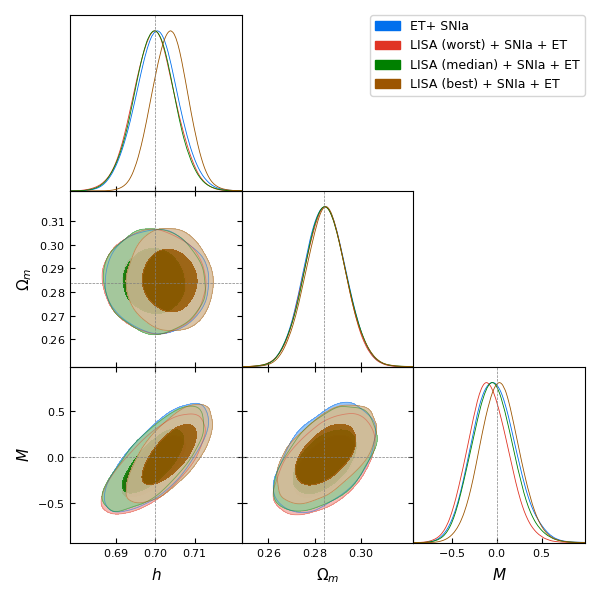 ET+ SNIa
LISA (worst) + SNIa + ET
LISA (median) + SNIa + ET
LISA (best) + SNIa + ET
0.31
0.30
0.29
0.28
0.27
0.26
Ωm
0.5
0.0
−0.5
M
0.69 0.70 0.71
0.26 0.28 0.30
−0.5 0.0 0.5
h
Ωm
M